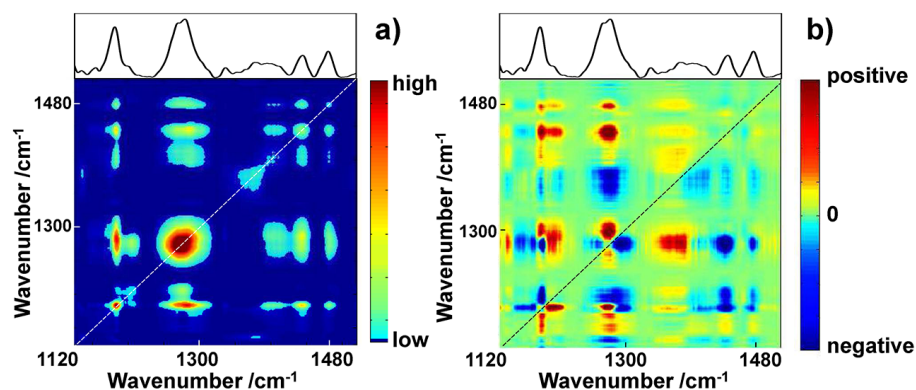 a)
high
low
1480
1300
Wavenumber /cm-1
1120 1300 1480
Wavenumber /cm-1
b)
positive
0
negative
1480
1300
Wavenumber /cm-1
1120 1300 1480
Wavenumber /cm-1